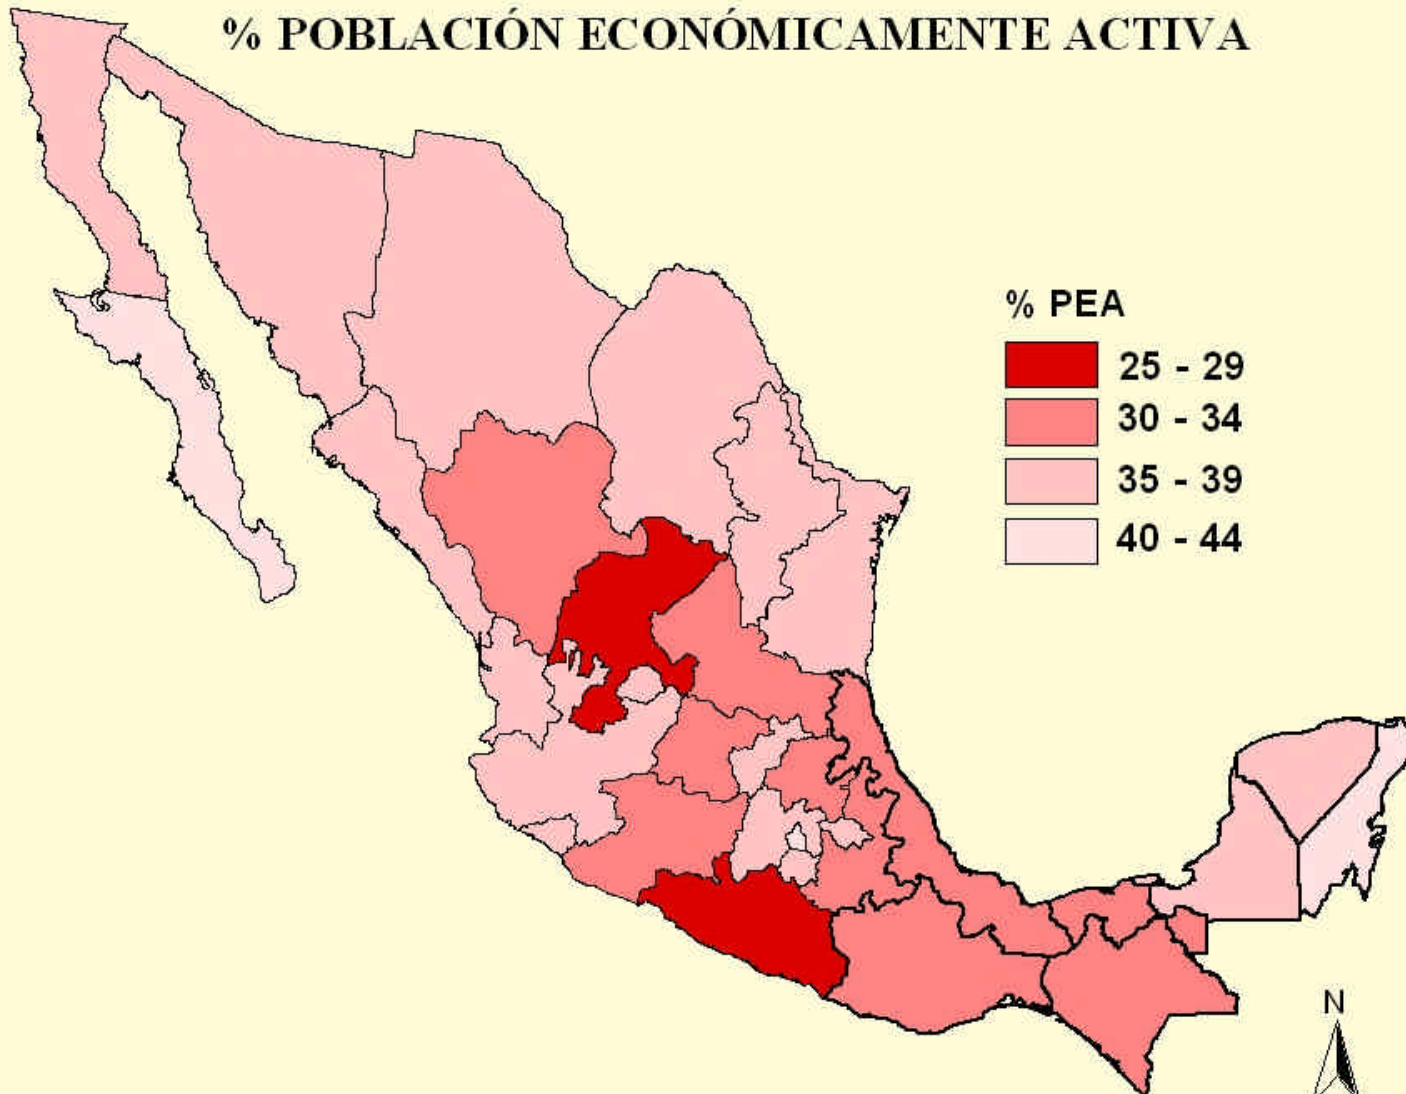 % POBLACIÓN ECONÓMICAMENTE ACTIVA
% PEA
25 - 29
30 - 34
35 - 39
40 - 44
N